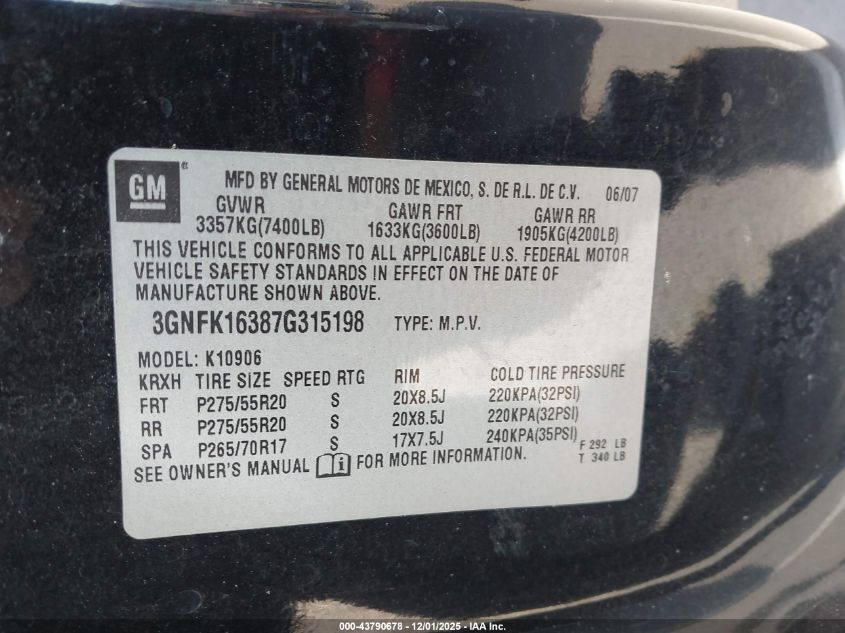 GM
MFD BY GENERAL MOTORS DE MEXICO, S. DE R.L. DE C.V. 06/07
GVWR GAWR FRT GAWR RR
3357KG(7400LB) 1633KG(3600LB) 1905KG(4200LB)
THIS VEHICLE CONFORMS TO ALL APPLICABLE U.S. FEDERAL MOTOR
VEHICLE SAFETY STANDARDS IN EFFECT ON THE DATE OF
MANUFACTURE SHOWN ABOVE.
3GNFK16387G315198 TYPE: M.P.V.
MODEL: K10906
KRXH TIRE SIZE SPEED RTG RIM COLD TIRE PRESSURE
FRT P275/55R20 S 20X8.5J 220KPA(32PSI)
RR P275/55R20 S 20X8.5J 220KPA(32PSI)
SPA P265/70R17 S 17X7.5J 240KPA(35PSI) F 292 LB
T 340 LB
SEE OWNER'S MANUAL FOR MORE INFORMATION.
000-43790678 - 12/01/2025 - IAA Inc.